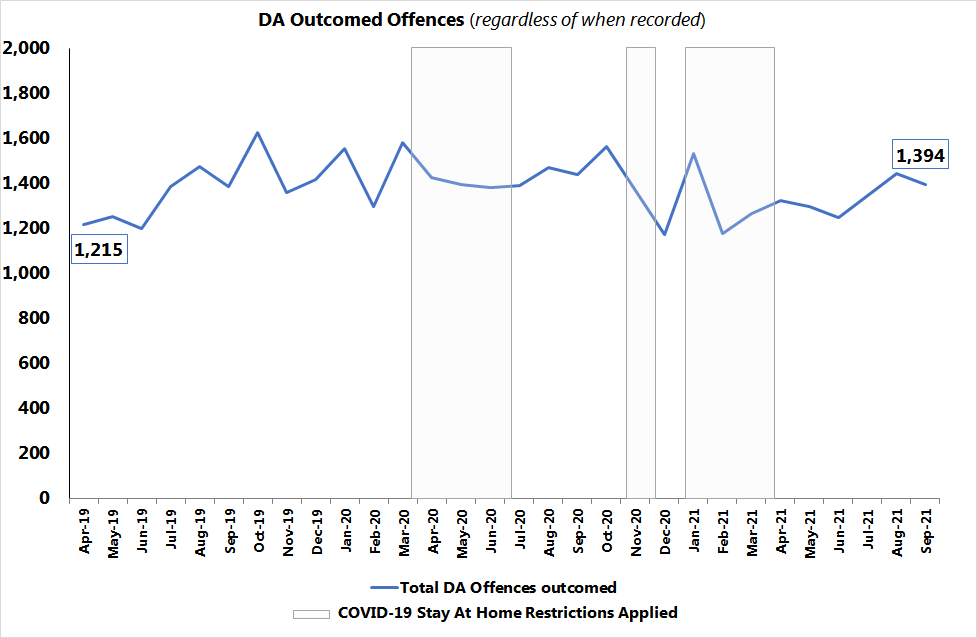 DA Outcomed Offences (regardless of when recorded)
2,000
1,800
1,600
1,400
1,200
1,000
800
600
400
200
0
1,215
1,394
Apr-19
May-19
Jun-19
Jul-19
Aug-19
Sep-19
Oct-19
Nov-19
Dec-19
Jan-20
Feb-20
Mar-20
Apr-20
May-20
Jun-20
Jul-20
Aug-20
Sep-20
Oct-20
Nov-20
Dec-20
Jan-21
Feb-21
Mar-21
Apr-21
May-21
Jun-21
Jul-21
Aug-21
Sep-21
Total DA Offences outcomed
COVID-19 Stay At Home Restrictions Applied